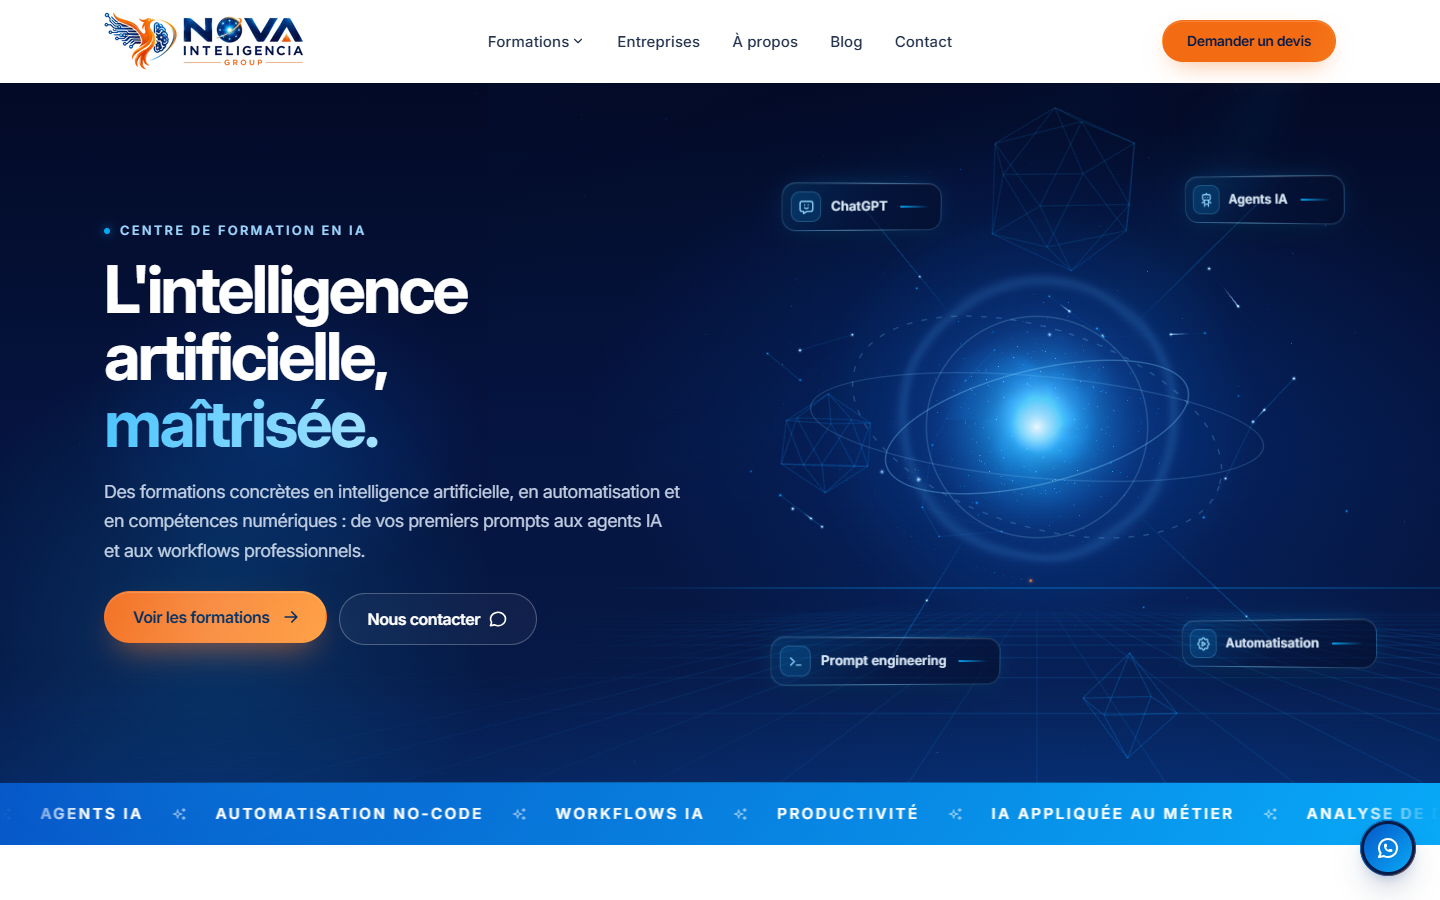 NOVA
INTELIGENCIA
GROUP
Formations
Entreprises
À propos
Blog
Contact
Demander un devis
CENTRE DE FORMATION EN IA
L'intelligence
artificielle,
maîtrisée.
Des formations concrètes en intelligence artificielle, en automatisation et
en compétences numériques : de vos premiers prompts aux agents IA
et aux workflows professionnels.
Voir les formations
Nous contacter
ChatGPT
Agents IA
Prompt engineering
Automatisation
AGENTS IA
AUTOMATISATION NO-CODE
WORKFLOWS IA
PRODUCTIVITÉ
IA APPLIQUÉE AU MÉTIER
ANALYSE DE